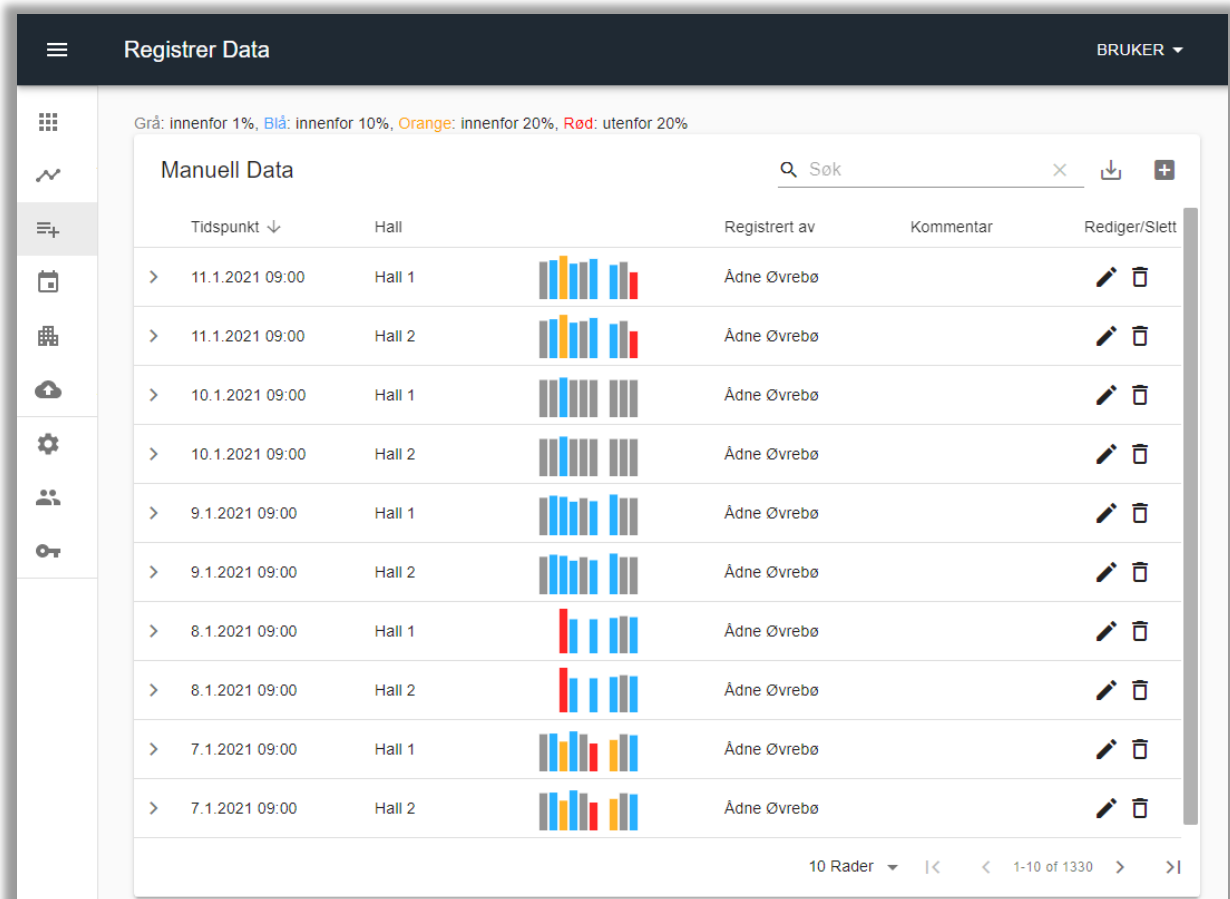 Registrer Data BRUKER
Grå: innenfor 1%, Blå: innenfor 10%, Orange: innenfor 20%, Rød: utenfor 20%
Manuell Data Søk
Tidspunkt Hall Registrert av Kommentar Rediger/Slett
11.1.2021 09:00 Hall 1 Ådne Øvrebø
11.1.2021 09:00 Hall 2 Ådne Øvrebø
10.1.2021 09:00 Hall 1 Ådne Øvrebø
10.1.2021 09:00 Hall 2 Ådne Øvrebø
9.1.2021 09:00 Hall 1 Ådne Øvrebø
9.1.2021 09:00 Hall 2 Ådne Øvrebø
8.1.2021 09:00 Hall 1 Ådne Øvrebø
8.1.2021 09:00 Hall 2 Ådne Øvrebø
7.1.2021 09:00 Hall 1 Ådne Øvrebø
7.1.2021 09:00 Hall 2 Ådne Øvrebø
10 Rader 1-10 of 1330